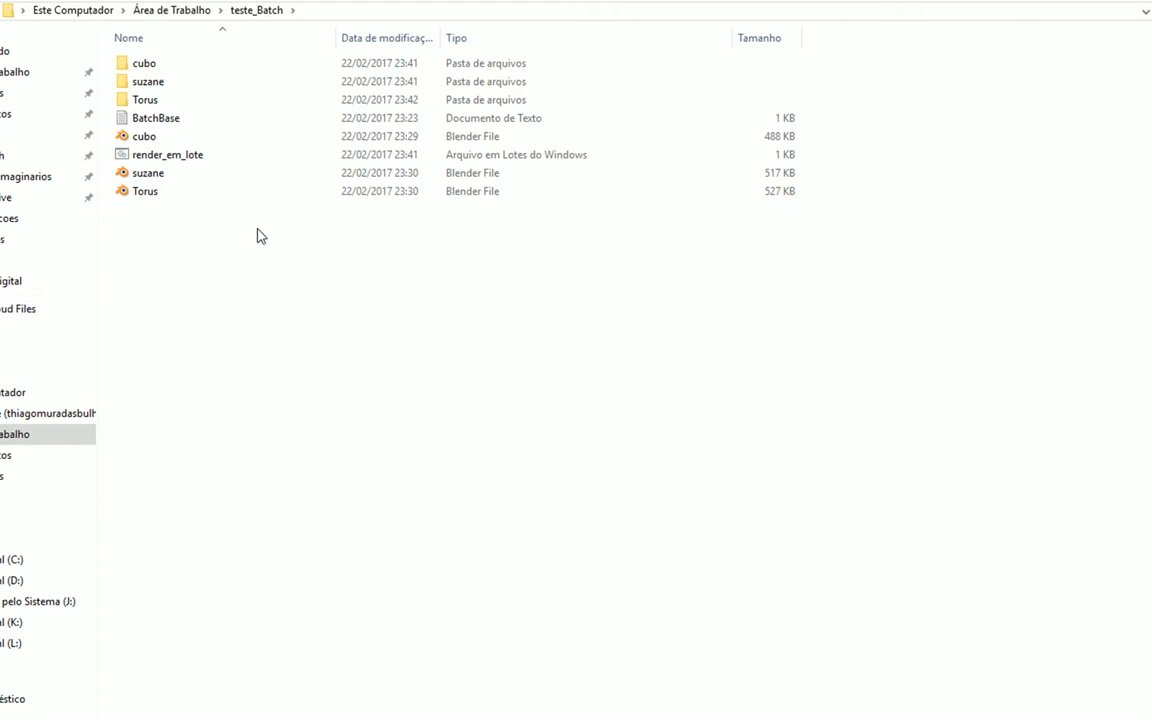 Este Computador > Área de Trabalho > teste_Batch >
Nome Data de modificaç... Tipo Tamanho
cubo 22/02/2017 23:41 Pasta de arquivos
suzane 22/02/2017 23:41 Pasta de arquivos
Torus 22/02/2017 23:42 Pasta de arquivos
BatchBase 22/02/2017 23:23 Documento de Texto 1 KB
cubo 22/02/2017 23:29 Blender File 488 KB
render_em_lote 22/02/2017 23:41 Arquivo em Lotes do Windows 1 KB
suzane 22/02/2017 23:30 Blender File 517 KB
Torus 22/02/2017 23:30 Blender File 527 KB
do
abalho
s
tos
h
imaginarios
ive
coes
s
igital
oud Files
utador
e (thiagomuradasbulh
abalho
tos
s
al (C:)
al (D:)
pelo Sistema (J:)
al (K:)
al (L:)
éstico